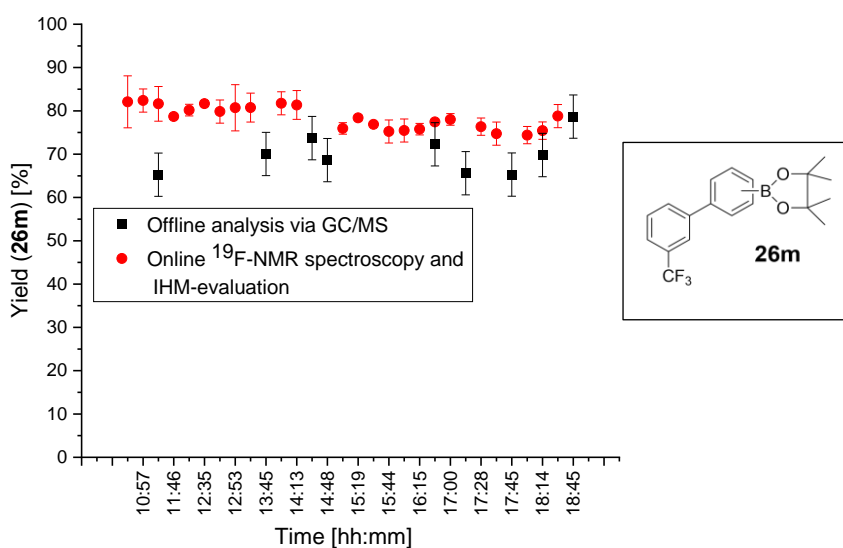 100
90
80
70
60
50
40
30
20
10
0
Yield (26m) [%]
Offline analysis via GC/MS
Online 19F-NMR spectroscopy and
IHM-evaluation
10:57
11:46
12:35
12:53
13:45
14:13
14:48
15:19
15:44
16:15
17:00
17:28
17:45
18:14
18:45
Time [hh:mm]
O
B
O
26m
CF3